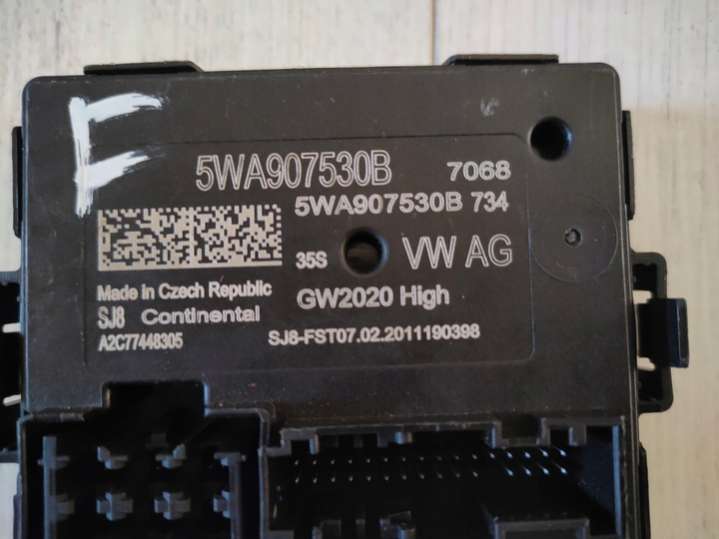 F
5WA907530B 7068
5WA907530B 734
35S VW AG
Made in Czech Republic
GW2020 High
SJ8 Continental
A2C77448305 SJ8-FST07.02.2011190398